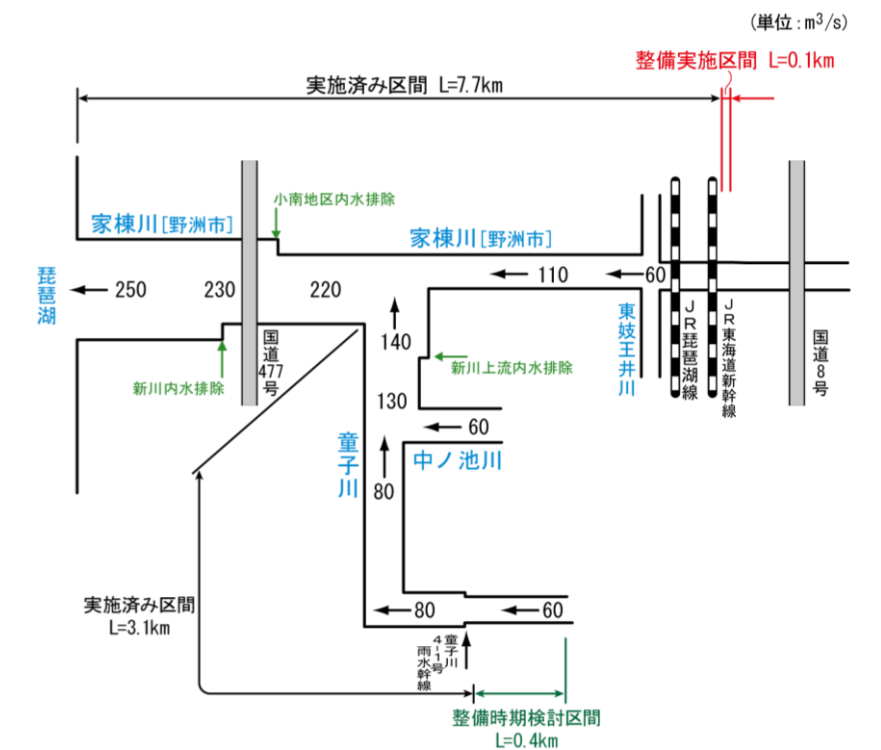 (単位:m³/s)
整備実施区間 L=0.1km
実施済み区間 L=7.7km
小南地区内水排除
家棟川[野洲市]
家棟川[野洲市]
琵琶湖
250
230
220
110
60
140
国道477号
新川内水排除
新川上流内水排除
東妓王井川
JR琵琶湖線
JR東海道新幹線
国道8号
130
60
中ノ池川
童子川
80
実施済み区間
L=3.1km
80
60
童子川
4-1号
雨水幹線
整備時期検討区間
L=0.4km